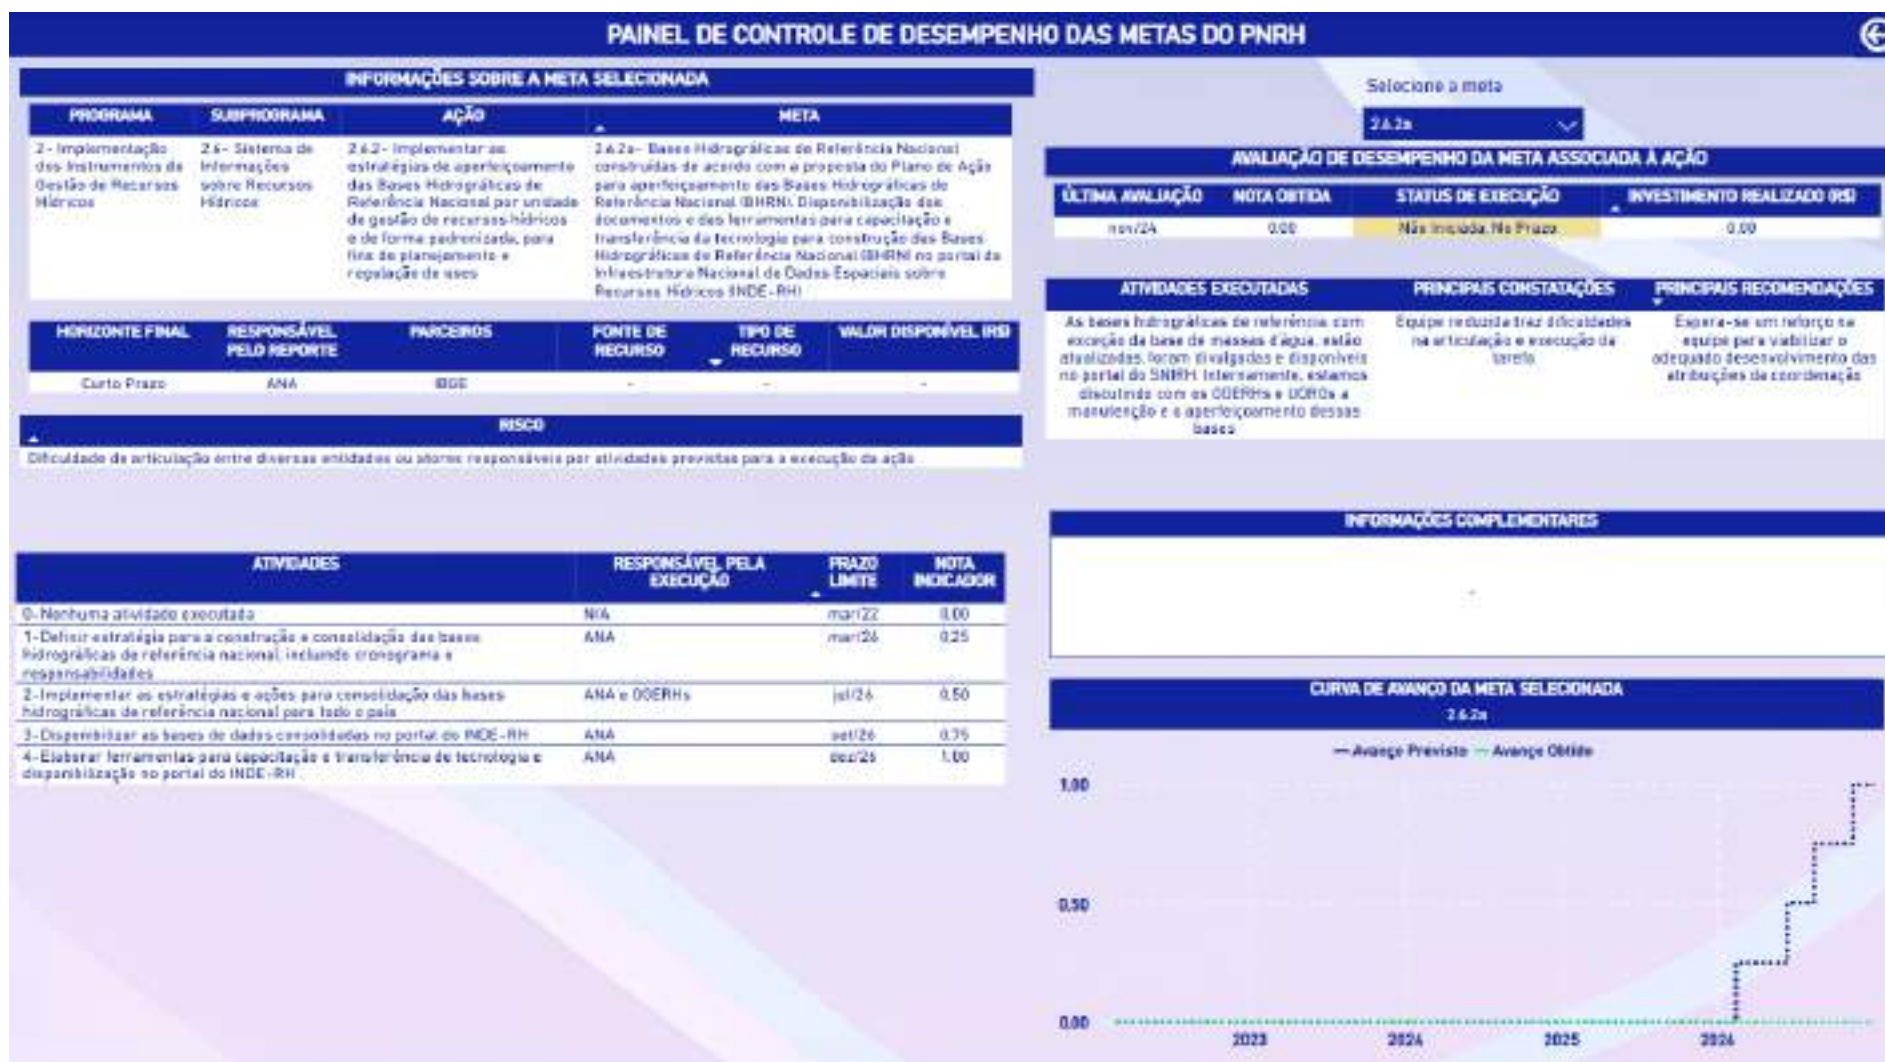 PAINEL DE CONTROLE DE DESEMPENHO DAS METAS DO PNRH
INFORMAÇÕES SOBRE A META SELECIONADA
PROGRAMA SUBPROGRAMA AÇÃO META
2- Implementação dos Instrumentos de Gestão de Recursos Hídricos
2.6- Sistema de Informações sobre Recursos Hídricos
2.6.2- Implementar as estratégias de aperfeiçoamento das Bases Hidrográficas de Referência Nacional por unidade de gestão de recursos hídricos e de forma padronizada, para fins de planejamento e regulação de usos
2.6.2a- Bases Hidrográficas de Referência Nacional
construídas de acordo com a proposta do Plano de Ação
para aperfeiçoamento das Bases Hidrográficas de
Referência Nacional (BHRN). Disponibilização dos
documentos e das ferramentas para capacitação e
transferência da tecnologia para construção das Bases
Hidrográficas de Referência Nacional (BHRN) no portal da
Infraestrutura Nacional de Dados Espaciais sobre
Recursos Hídricos (INDE-RH)
HORIZONTE FINAL RESPONSÁVEL PELO REPORTE PARCEIROS FONTE DE RECURSO TIPO DE RECURSO VALOR DISPONÍVEL (R$)
Curto Prazo ANA IBGE - - -
RISCO
Dificuldade de articulação entre diversas entidades ou atores responsáveis por atividades previstas para a execução da ação
ATIVIDADES RESPONSÁVEL PELA EXECUÇÃO PRAZO LIMITE NOTA INDICADOR
0- Nenhuma atividade executada N/A mar/22 0.00
1-Definir estratégia para a construção e consolidação das bases
hidrográficas de referência nacional, incluindo cronograma e
responsabilidades
ANA mar/26 0.25
2-Implementar as estratégias e ações para consolidação das bases
hidrográficas de referência nacional para todo o país
ANA e OGERHs jul/26 0.50
3-Disponibilizar as bases de dados consolidadas no portal do INDE-RH ANA set/26 0.75
4-Elaborar ferramentas para capacitação e transferência de tecnologia e
disponibilização no portal do INDE-RH
ANA dez/26 1.00
Selecione a meta
2.6.2a
AVALIAÇÃO DE DESEMPENHO DA META ASSOCIADA À AÇÃO
ÚLTIMA AVALIAÇÃO NOTA OBTIDA STATUS DE EXECUÇÃO INVESTIMENTO REALIZADO (R$)
nov/24 0.00 Não Iniciada, No Prazo 0.00
ATIVIDADES EXECUTADAS PRINCIPAIS CONSTATAÇÕES PRINCIPAIS RECOMENDAÇÕES
As bases hidrográficas de referência, com
exceção da base de massas d'água, estão
atualizadas, foram divulgadas e disponíveis
no portal do SNIRH. Internamente, estamos
discutindo com os OGERHs e UORGs a
manutenção e o aperfeiçoamento dessas
bases
Equipe reduzida traz dificuldades
na articulação e execução da
tarefa
Espera-se um reforço na
equipe para viabilizar o
adequado desenvolvimento das
atribuições da coordenação
INFORMAÇÕES COMPLEMENTARES
-
CURVA DE AVANÇO DA META SELECIONADA
2.6.2a
Avanço Previsto Avanço Obtido
1.00
0.50
0.00
2023 2024 2025 2026